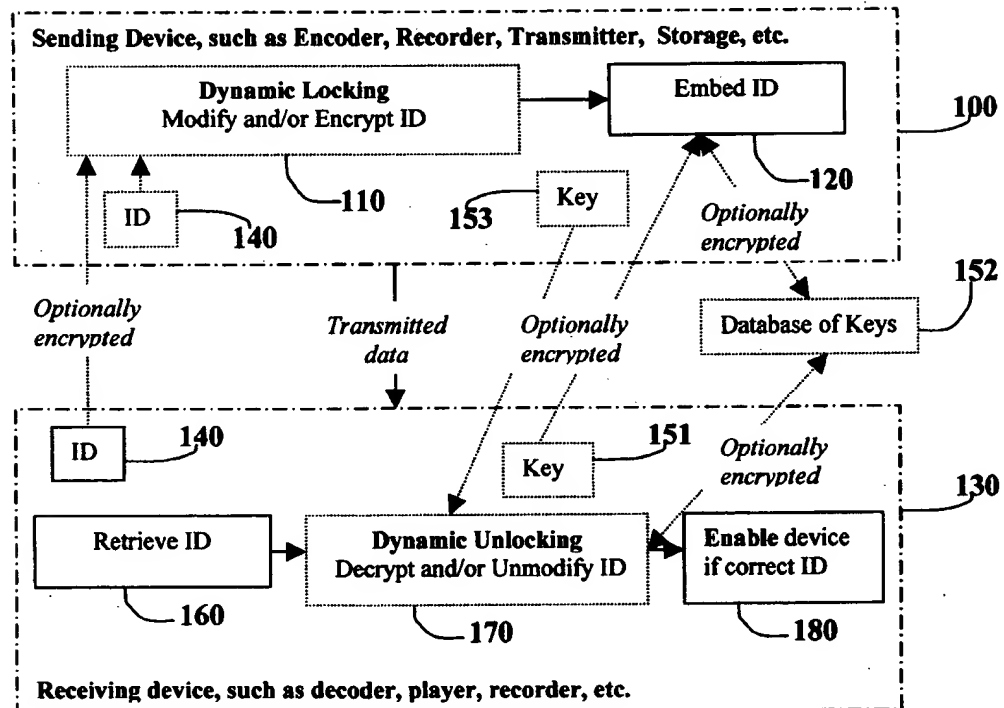 Sending Device, such as Encoder, Recorder, Transmitter, Storage, etc.
Dynamic Locking
Modify and/or Encrypt ID
Embed ID
100
110
120
ID
140
153
Key
Optionally
encrypted
152
Optionally
encrypted
Transmitted
data
Optionally
encrypted
Database of Keys
ID
140
Key
151
Optionally
encrypted
130
Retrieve ID
Dynamic Unlocking
Decrypt and/or Unmodify ID
Enable device
if correct ID
160
170
180
Receiving device, such as decoder, player, recorder, etc.